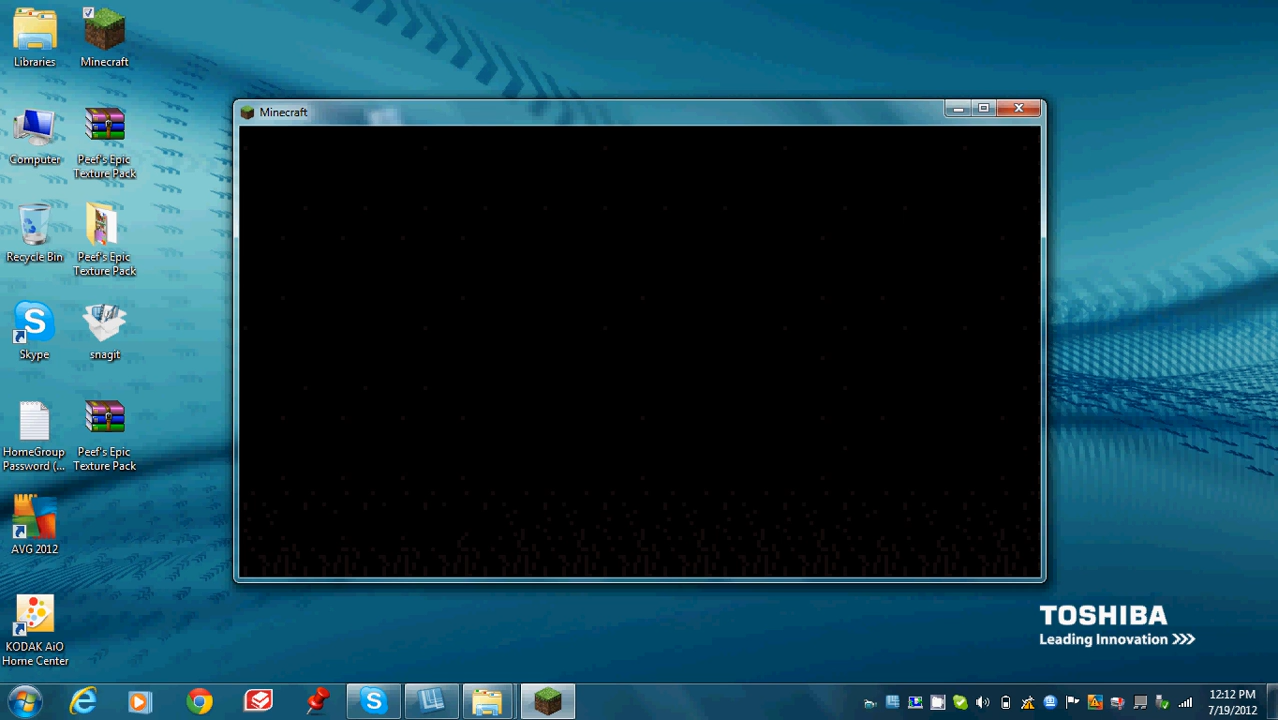 Libraries
Minecraft
Computer
Peef's Epic
Texture Pack
Recycle Bin
Peef's Epic
Texture Pack
Skype
snagit
HomeGroup
Password (...
Peef's Epic
Texture Pack
AVG 2012
KODAK AiO
Home Center
Minecraft
TOSHIBA
Leading Innovation >>>
12:12 PM
7/19/2012